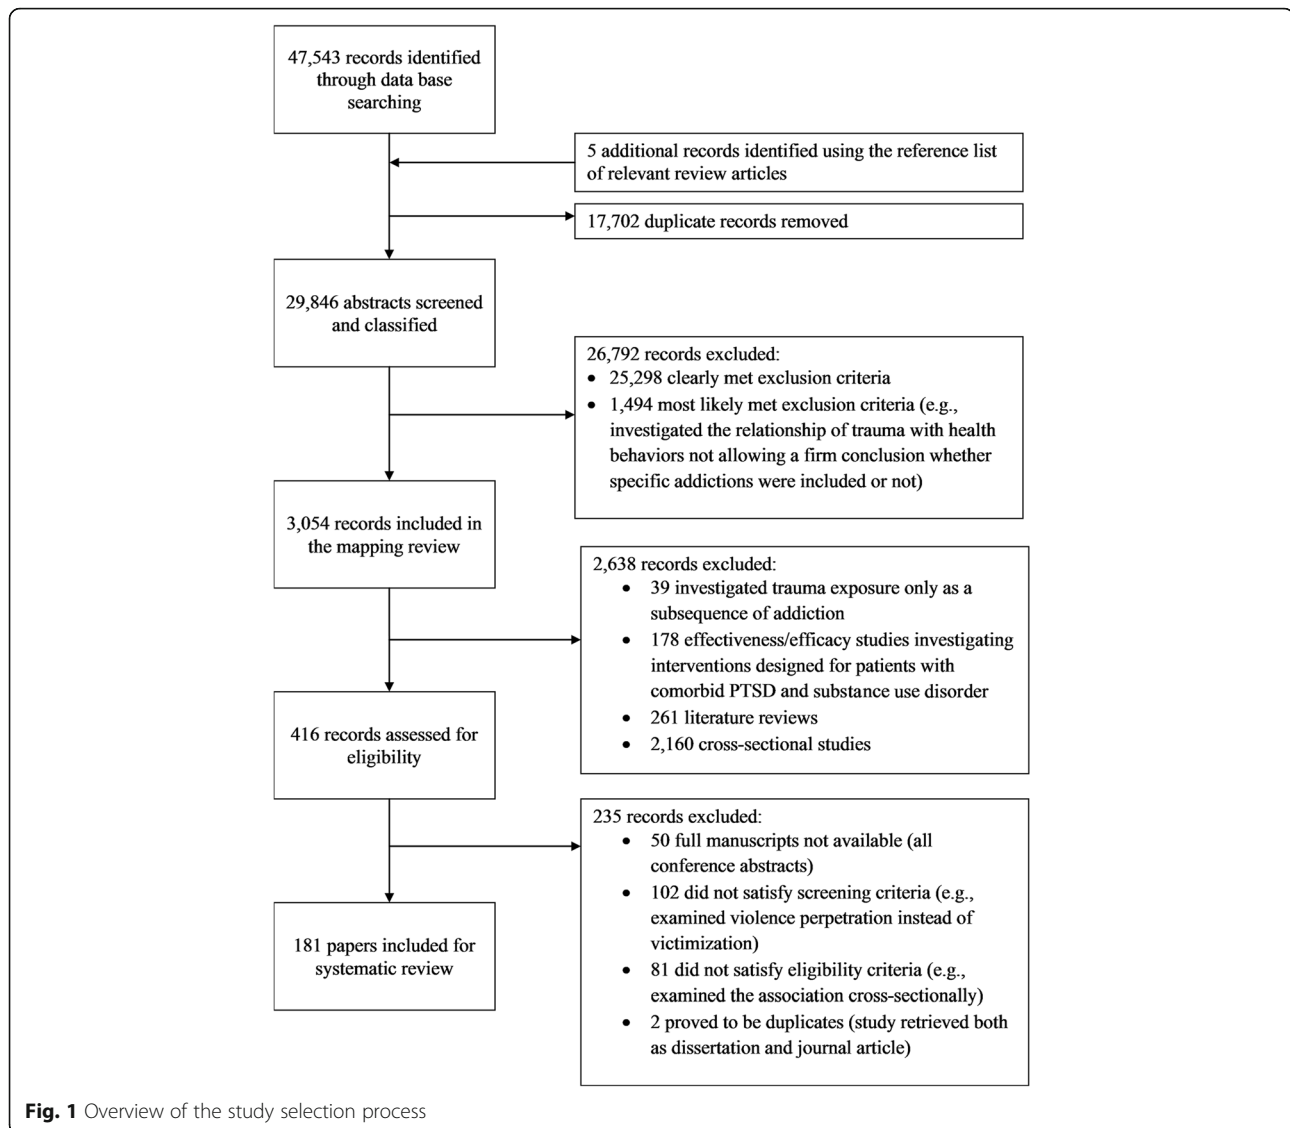 47,543 records identified
through data base
searching
5 additional records identified using the reference list
of relevant review articles
17,702 duplicate records removed
29,846 abstracts screened
and classified
26,792 records excluded:
• 25,298 clearly met exclusion criteria
• 1,494 most likely met exclusion criteria (e.g.,
investigated the relationship of trauma with health
behaviors not allowing a firm conclusion whether
specific addictions were included or not)
3,054 records included in
the mapping review
2,638 records excluded:
• 39 investigated trauma exposure only as a
subsequence of addiction
• 178 effectiveness/efficacy studies investigating
interventions designed for patients with
comorbid PTSD and substance use disorder
• 261 literature reviews
• 2,160 cross-sectional studies
416 records assessed for
eligibility
235 records excluded:
• 50 full manuscripts not available (all
conference abstracts)
• 102 did not satisfy screening criteria (e.g.,
examined violence perpetration instead of
victimization)
• 81 did not satisfy eligibility criteria (e.g.,
examined the association cross-sectionally)
• 2 proved to be duplicates (study retrieved both
as dissertation and journal article)
181 papers included for
systematic review
Fig. 1 Overview of the study selection process